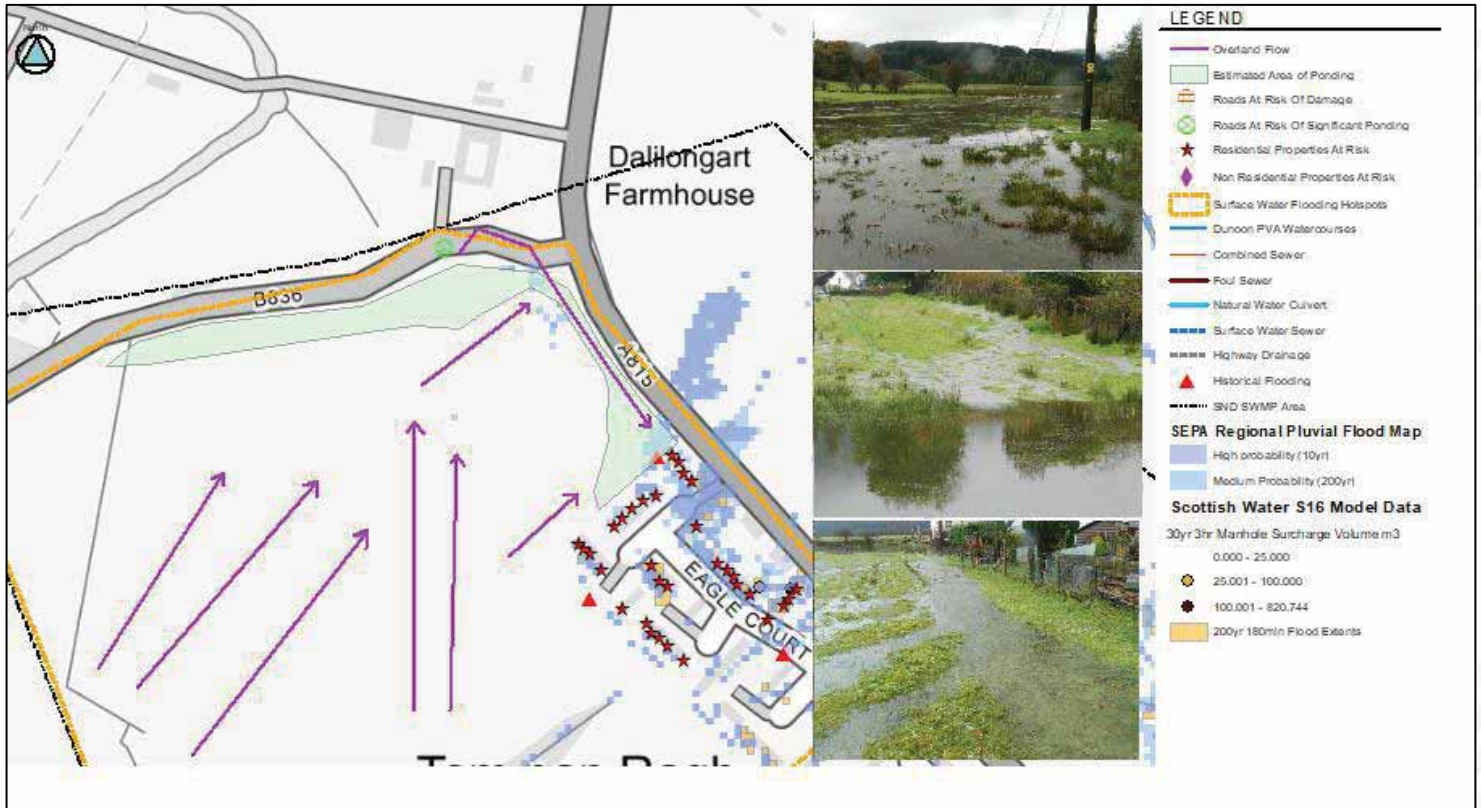 North
Dalilongart
Farmhouse
B836
A815
EAGLE COURT
LEGEND
Overland Flow
Estimated Area of Ponding
Roads At Risk Of Damage
Roads At Risk Of Significant Ponding
Residential Properties At Risk
Non Residential Properties At Risk
Surface Water Flooding Hotspots
Dunoon PVA Watercourses
Combined Sewer
Foul Sewer
Natural Water Culvert
Surface Water Sewer
Highway Drainage
Historical Flooding
SND SWMP Area
SEPA Regional Pluvial Flood Map
High probability (10yr)
Medium Probability (200yr)
Scottish Water S16 Model Data
30yr 3hr Manhole Surcharge Volume m3
0.000 - 25.000
25.001 - 100.000
100.001 - 820.744
200yr 180min Flood Extents